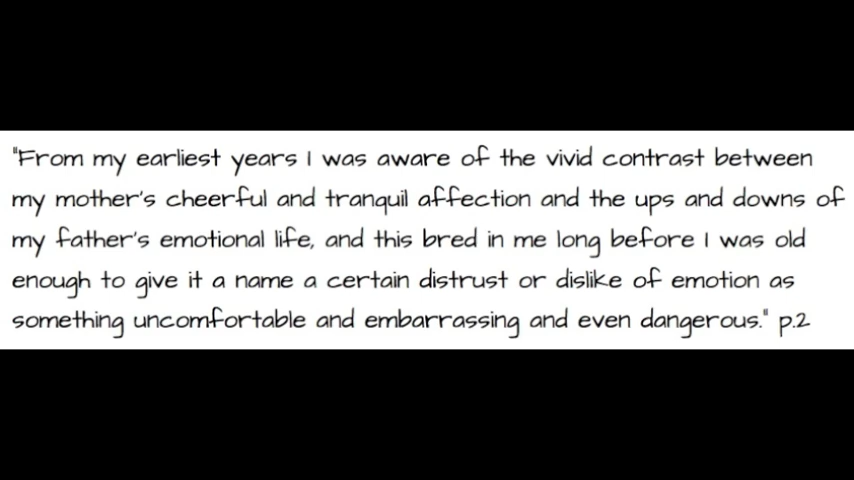 "From my earliest years I was aware of the vivid contrast between
my mother's cheerful and tranquil affection and the ups and downs of
my father's emotional life, and this bred in me long before I was old
enough to give it a name a certain distrust or dislike of emotion as
something uncomfortable and embarrassing and even dangerous." p.2